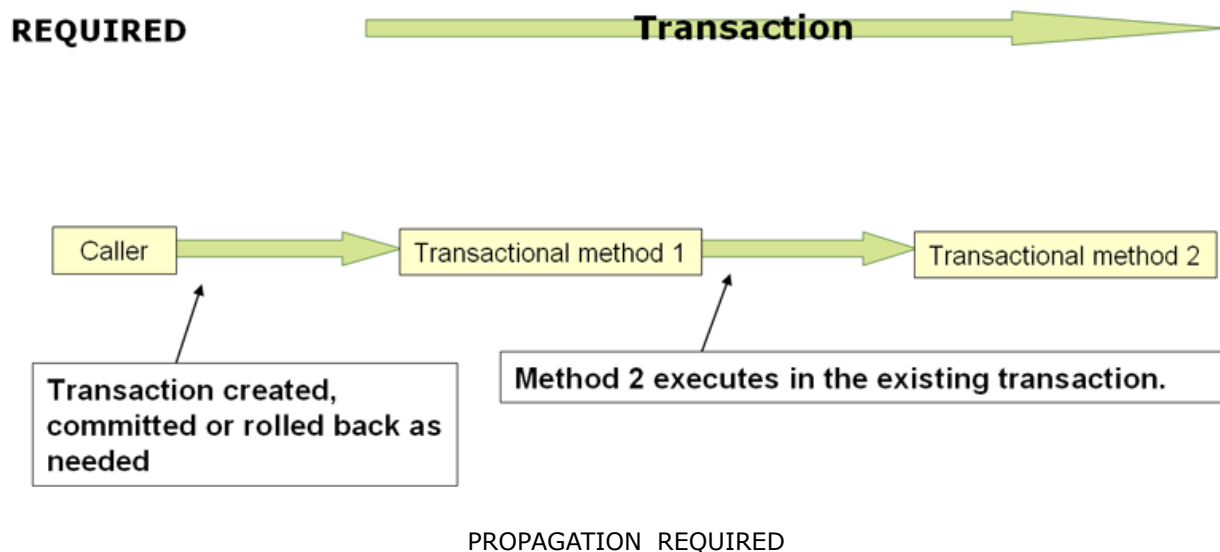 REQUIRED
Transaction
Caller
Transactional method 1
Transactional method 2
Transaction created,
committed or rolled back as
needed
Method 2 executes in the existing transaction.
PROPAGATION_REQUIRED